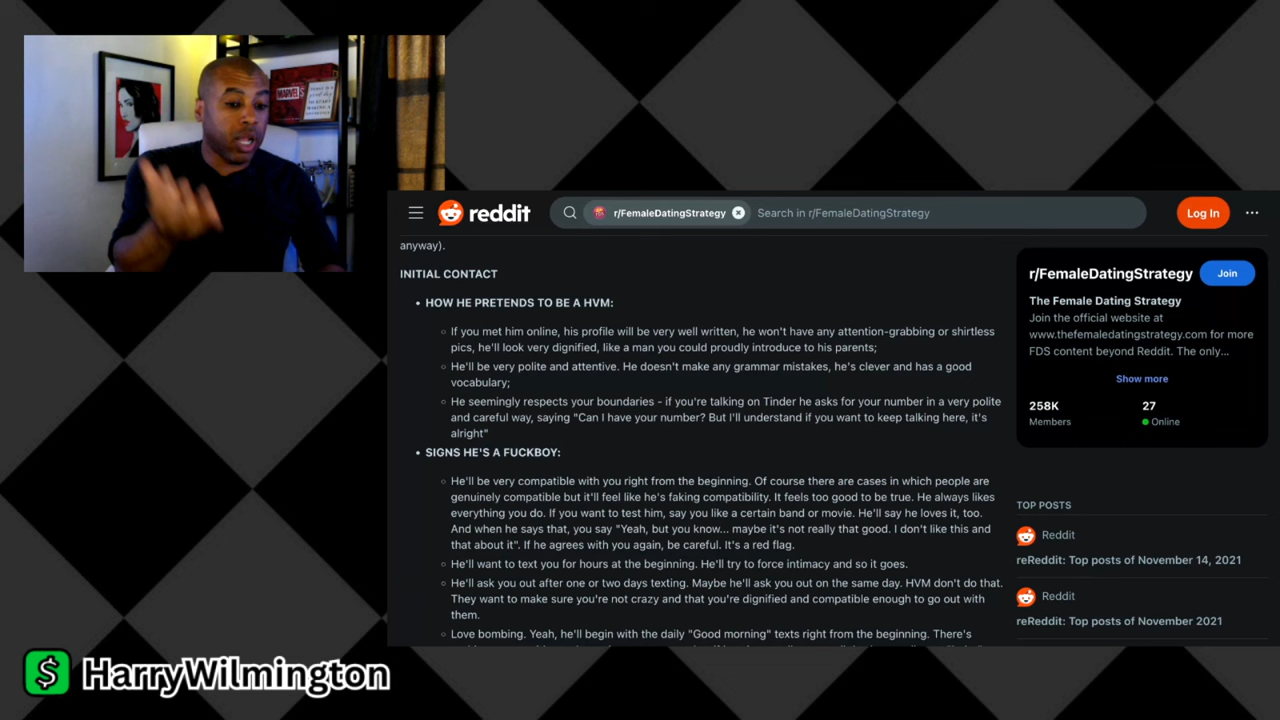 MARVELS
reddit
r/FemaleDatingStrategy
Search in r/FemaleDatingStrategy
Log In
anyway).
INITIAL CONTACT
• HOW HE PRETENDS TO BE A HVM:
○ If you met him online, his profile will be very well written, he won't have any attention-grabbing or shirtless
pics, he'll look very dignified, like a man you could proudly introduce to his parents;
○ He'll be very polite and attentive. He doesn't make any grammar mistakes, he's clever and has a good
vocabulary;
○ He seemingly respects your boundaries - if you're talking on Tinder he asks for your number in a very polite
and careful way, saying "Can I have your number? But I'll understand if you want to keep talking here, it's
alright"
• SIGNS HE'S A FUCKBOY:
○ He'll be very compatible with you right from the beginning. Of course there are cases in which people are
genuinely compatible but it'll feel like he's faking compatibility. It feels too good to be true. He always likes
everything you do. If you want to test him, say you like a certain band or movie. He'll say he loves it, too.
And when he says that, you say "Yeah, but you know... maybe it's not really that good. I don't like this and
that about it". If he agrees with you again, be careful. It's a red flag.
○ He'll want to text you for hours at the beginning. He'll try to force intimacy and so it goes.
○ He'll ask you out after one or two days texting. Maybe he'll ask you out on the same day. HVM don't do that.
They want to make sure you're not crazy and that you're dignified and compatible enough to go out with
them.
○ Love bombing. Yeah, he'll begin with the daily "Good morning" texts right from the beginning. There's
r/FemaleDatingStrategy
Join
The Female Dating Strategy
Join the official website at
www.thefemaledatingstrategy.com for more
FDS content beyond Reddit. The only...
Show more
258K
Members
27
Online
TOP POSTS
Reddit
reReddit: Top posts of November 14, 2021
Reddit
reReddit: Top posts of November 2021
$ HarryWilmington